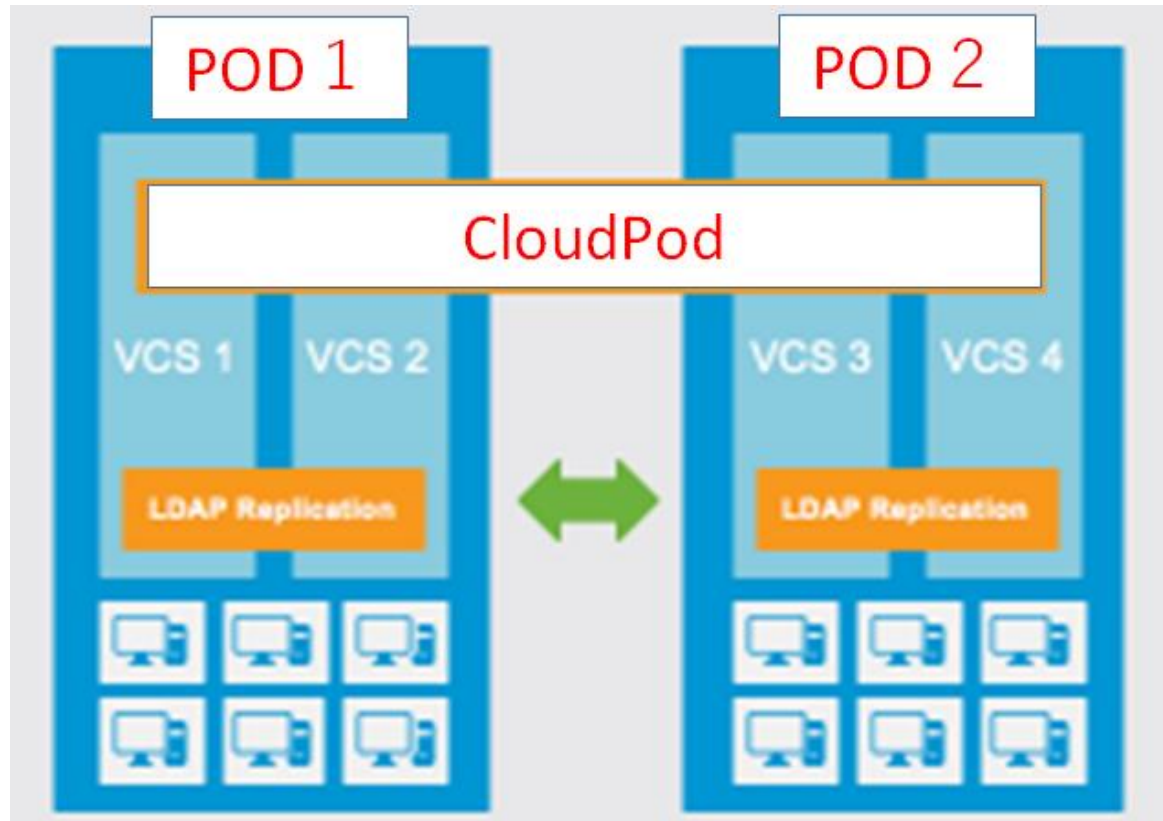 POD 1
POD 2
CloudPod
VCS 1
VCS 2
VCS 3
VCS 4
LDAP Replication
LDAP Replication